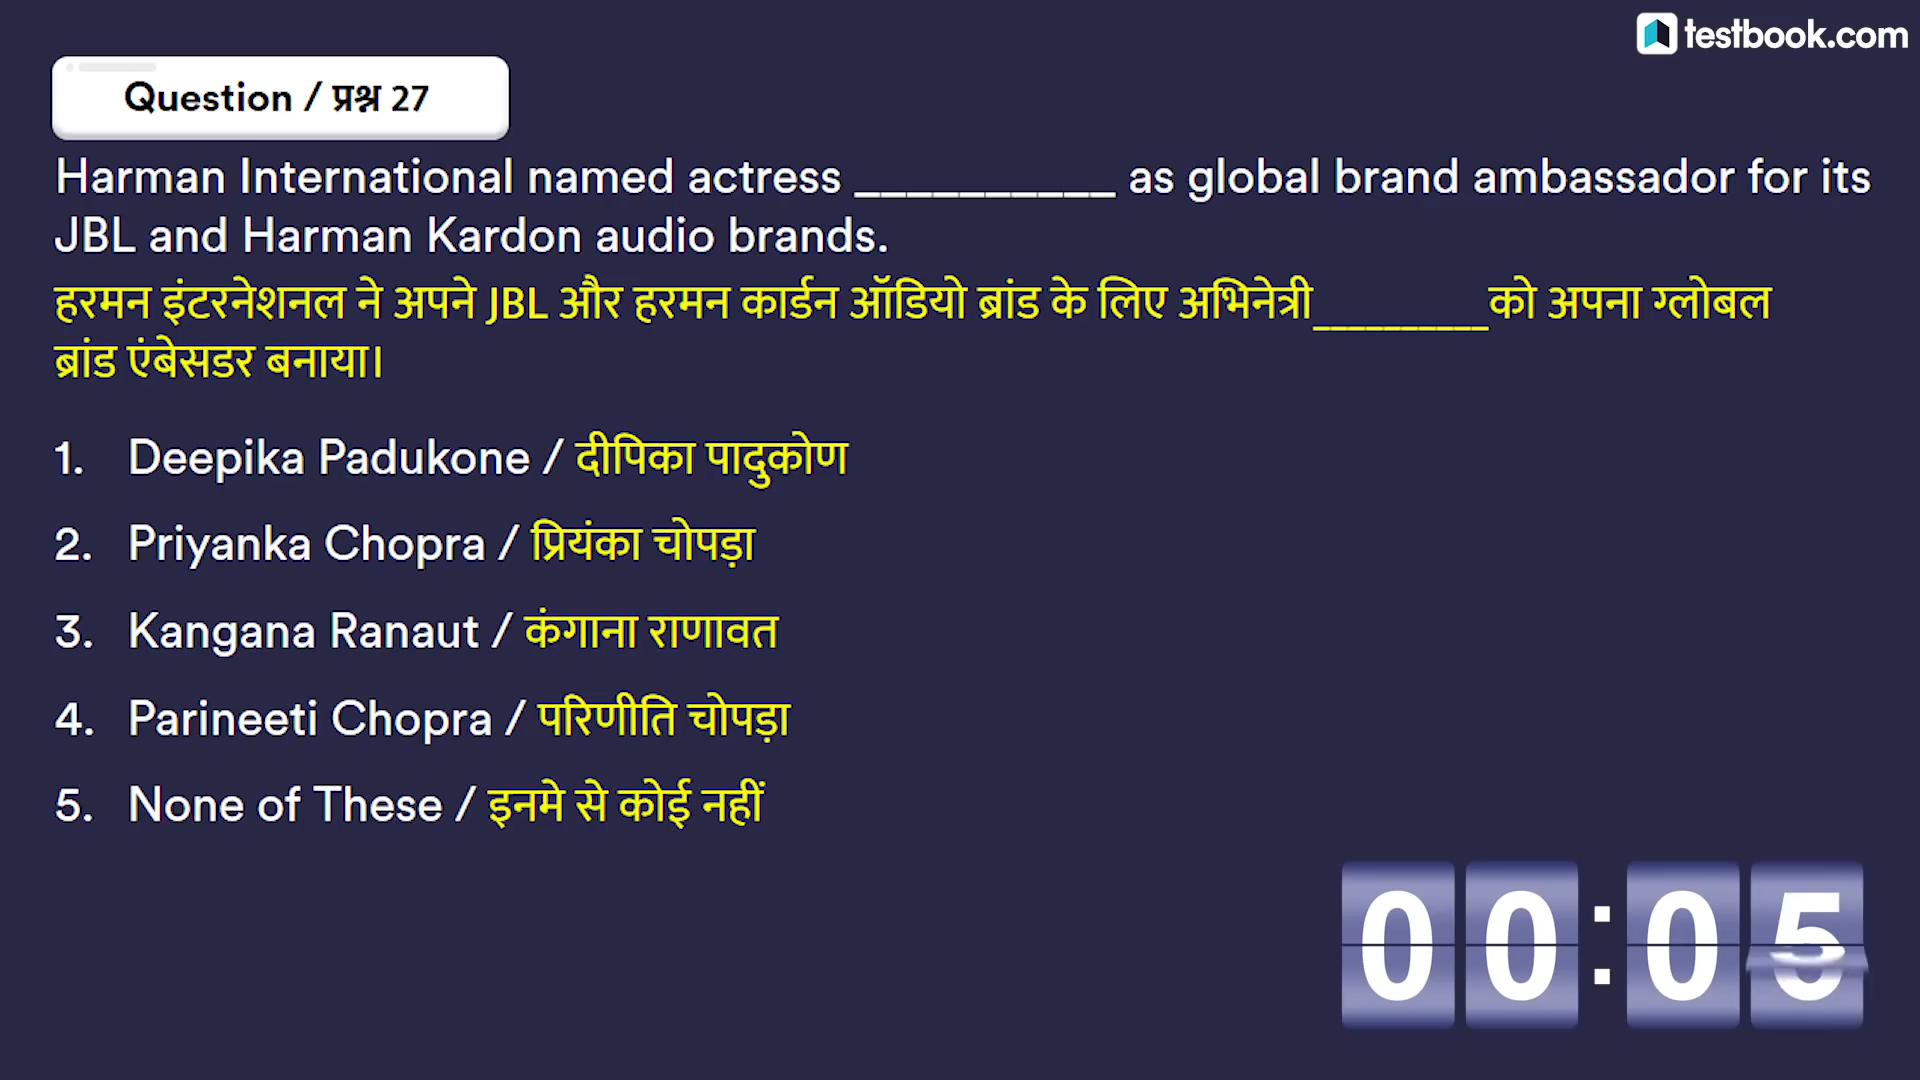 testbook.com
Question / प्रश्न 27
Harman International named actress __________ as global brand ambassador for its
JBL and Harman Kardon audio brands.
हरमन इंटरनेशनल ने अपने JBL और हरमन कार्डन ऑडियो ब्रांड के लिए अभिनेत्री_________को अपना ग्लोबल
ब्रांड एंबेसडर बनाया।
1. Deepika Padukone / दीपिका पादुकोण
2. Priyanka Chopra / प्रियंका चोपड़ा
3. Kangana Ranaut / कंगाना राणावत
4. Parineeti Chopra / परिणीति चोपड़ा
5. None of These / इनमे से कोई नहीं
00:05